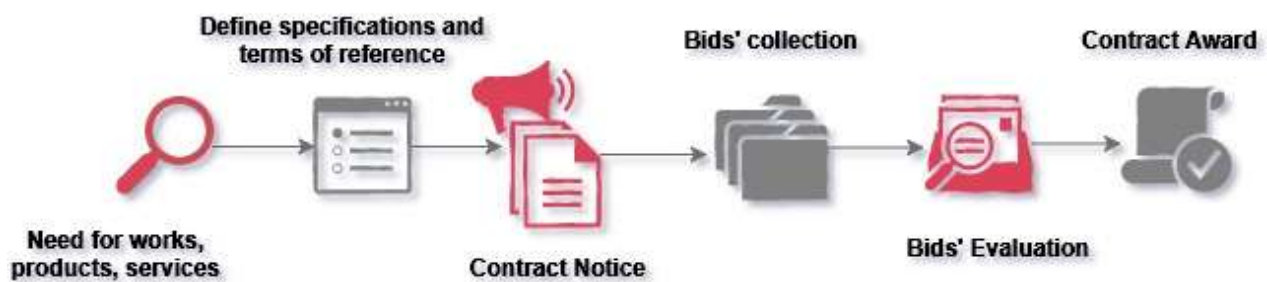 Need for works,
products, services
Define specifications and
terms of reference
Contract Notice
Bids' collection
Bids' Evaluation
Contract Award